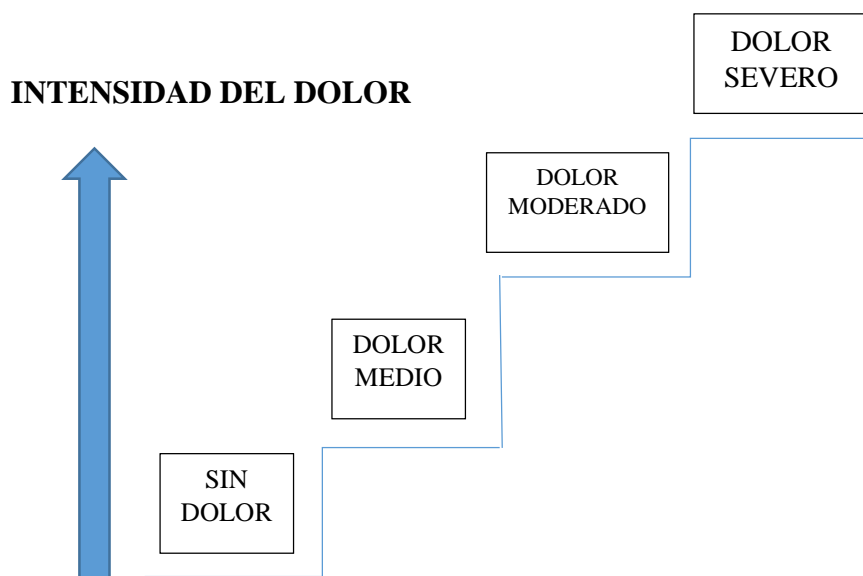 DOLOR
SEVERO
INTENSIDAD DEL DOLOR
DOLOR
MODERADO
DOLOR
MEDIO
SIN
DOLOR